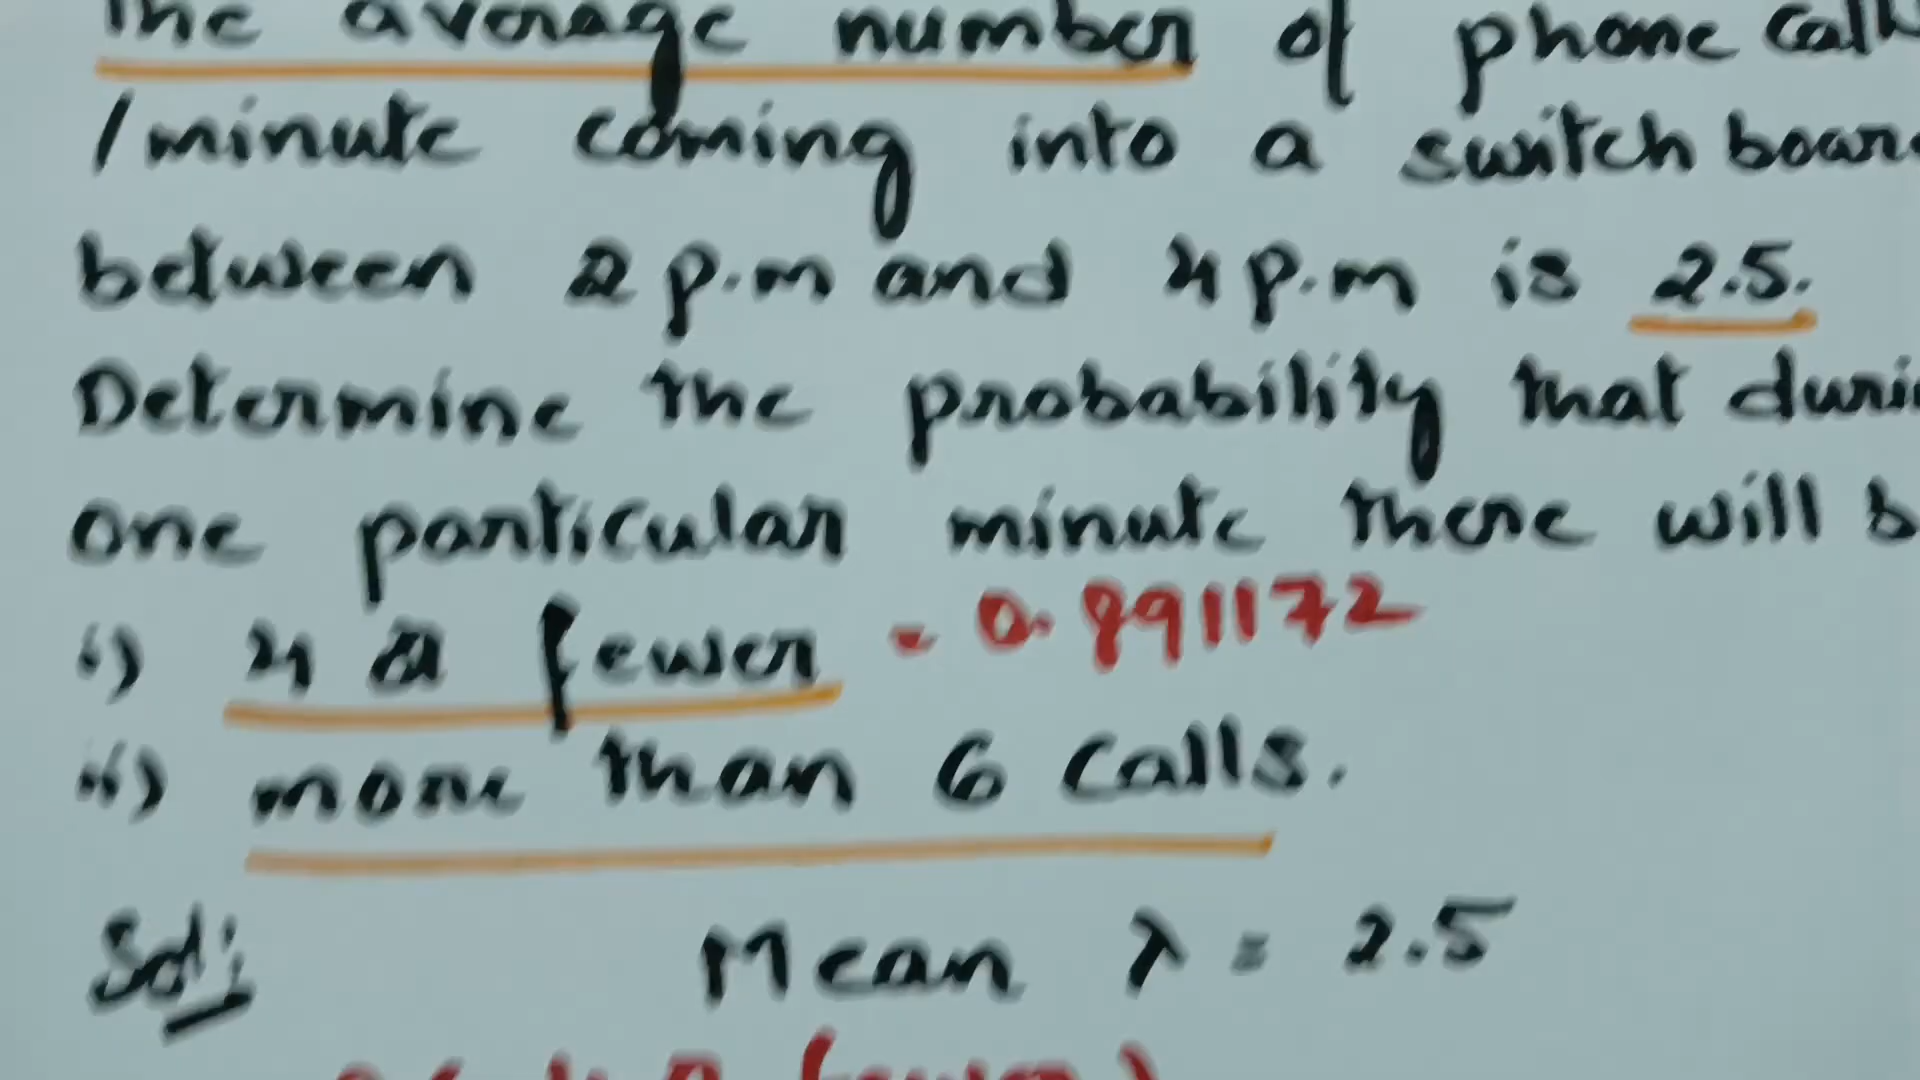 The average number of phone calls
/minute coming into a switch board
between 2 p.m and 4 p.m is 2.5.
Determine the probability that duri
one particular minute there will b
i) 4 or fewer = 0.891172
ii) more than 6 calls.
Sol:
Mean λ = 2.5
(fewer)